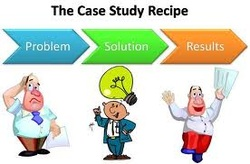 The Case Study Recipe
Problem
Solution
Results